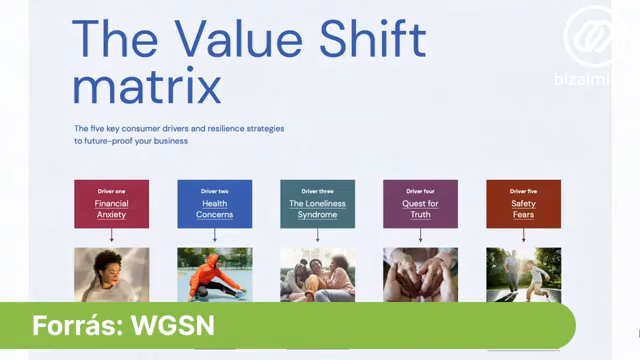 The Value Shift
matrix
The five key consumer drivers and resilience strategies
to future-proof your business
Driver one
Financial
Anxiety
Driver two
Health
Concerns
Driver three
The Loneliness
Syndrome
Driver four
Quest for
Truth
Driver five
Safety
Fears
Forrás: WGSN